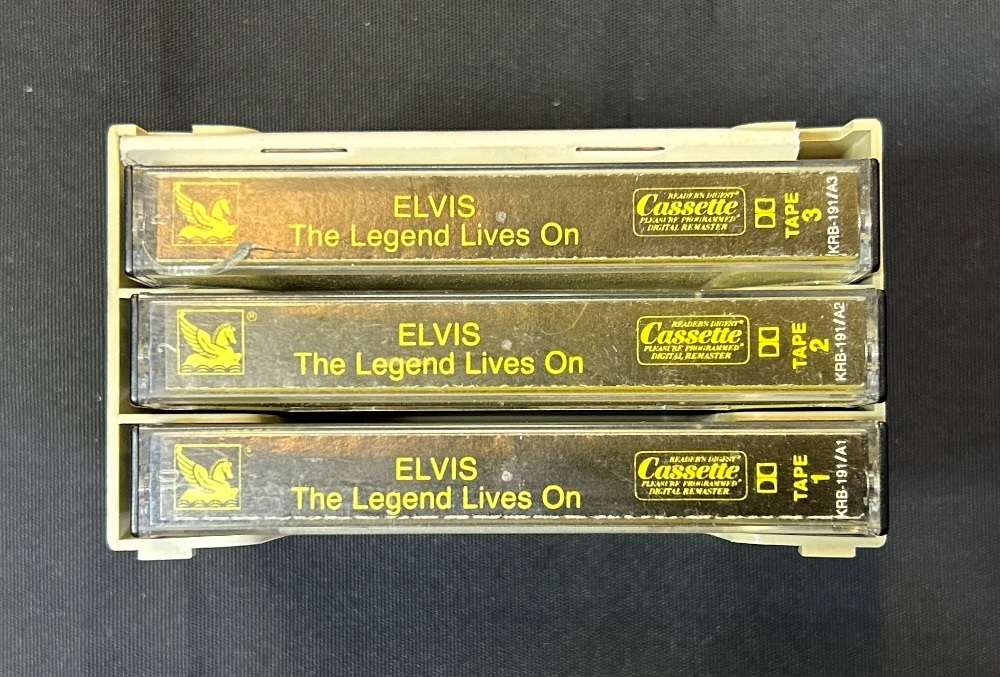 ELVIS
The Legend Lives On
READER'S DIGEST®
Cassette
PLEASURE PROGRAMMED®
DIGITAL REMASTER
TAPE
3
KRB-191/A3
®
ELVIS
The Legend Lives On
READER'S DIGEST®
Cassette
PLEASURE PROGRAMMED®
DIGITAL REMASTER
TAPE
2
KRB-191/A2
®
ELVIS
The Legend Lives On
READER'S DIGEST®
Cassette
PLEASURE PROGRAMMED®
DIGITAL REMASTER
TAPE
1
KRB-191/A1